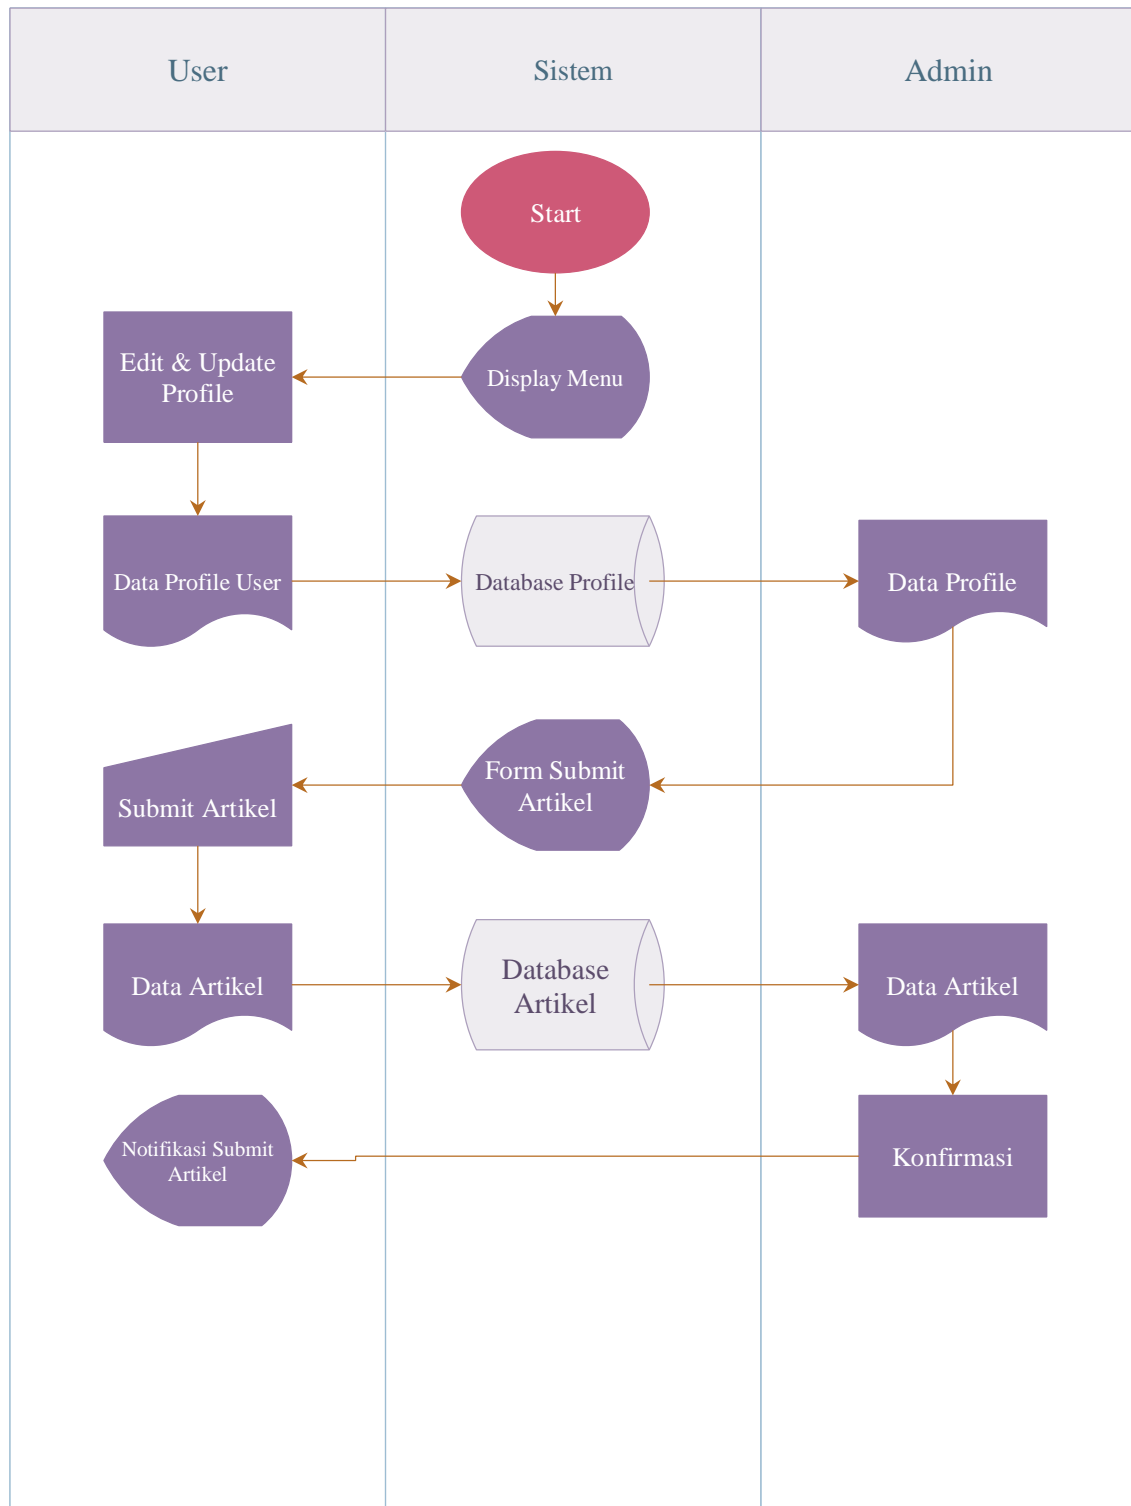 User
Sistem
Admin
Start
Edit & Update
Profile
Display Menu
Data Profile User
Database Profile
Data Profile
Submit Artikel
Form Submit
Artikel
Data Artikel
Database
Artikel
Data Artikel
Notifikasi Submit
Artikel
Konfirmasi